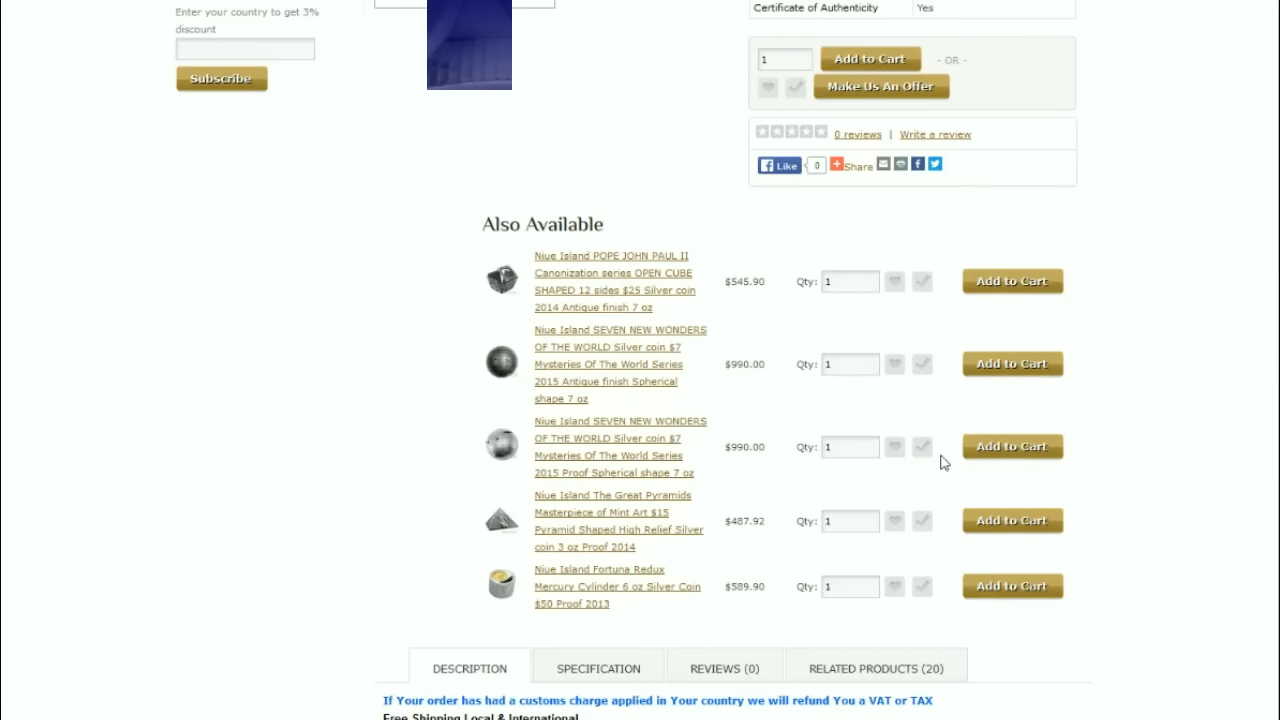 Enter your country to get 3%
discount
Subscribe
Certificate of Authenticity Yes
1 Add to Cart - OR -
Make Us An Offer
0 reviews | Write a review
Like 0 Share
Also Available
Niue Island POPE JOHN PAUL II
Canonization series OPEN CUBE
SHAPED 12 sides $25 Silver coin
2014 Antique finish 7 oz
$545.90 Qty: 1 Add to Cart
Niue Island SEVEN NEW WONDERS
OF THE WORLD Silver coin $7
Mysteries Of The World Series
2015 Antique finish Spherical
shape 7 oz
$990.00 Qty: 1 Add to Cart
Niue Island SEVEN NEW WONDERS
OF THE WORLD Silver coin $7
Mysteries Of The World Series
2015 Proof Spherical shape 7 oz
$990.00 Qty: 1 Add to Cart
Niue Island The Great Pyramids
Masterpiece of Mint Art $15
Pyramid Shaped High Relief Silver
coin 3 oz Proof 2014
$487.92 Qty: 1 Add to Cart
Niue Island Fortuna Redux
Mercury Cylinder 6 oz Silver Coin
$50 Proof 2013
$589.90 Qty: 1 Add to Cart
DESCRIPTION SPECIFICATION REVIEWS (0) RELATED PRODUCTS (20)
If Your order has had a customs charge applied in Your country we will refund You a VAT or TAX
Free Shipping Local & International